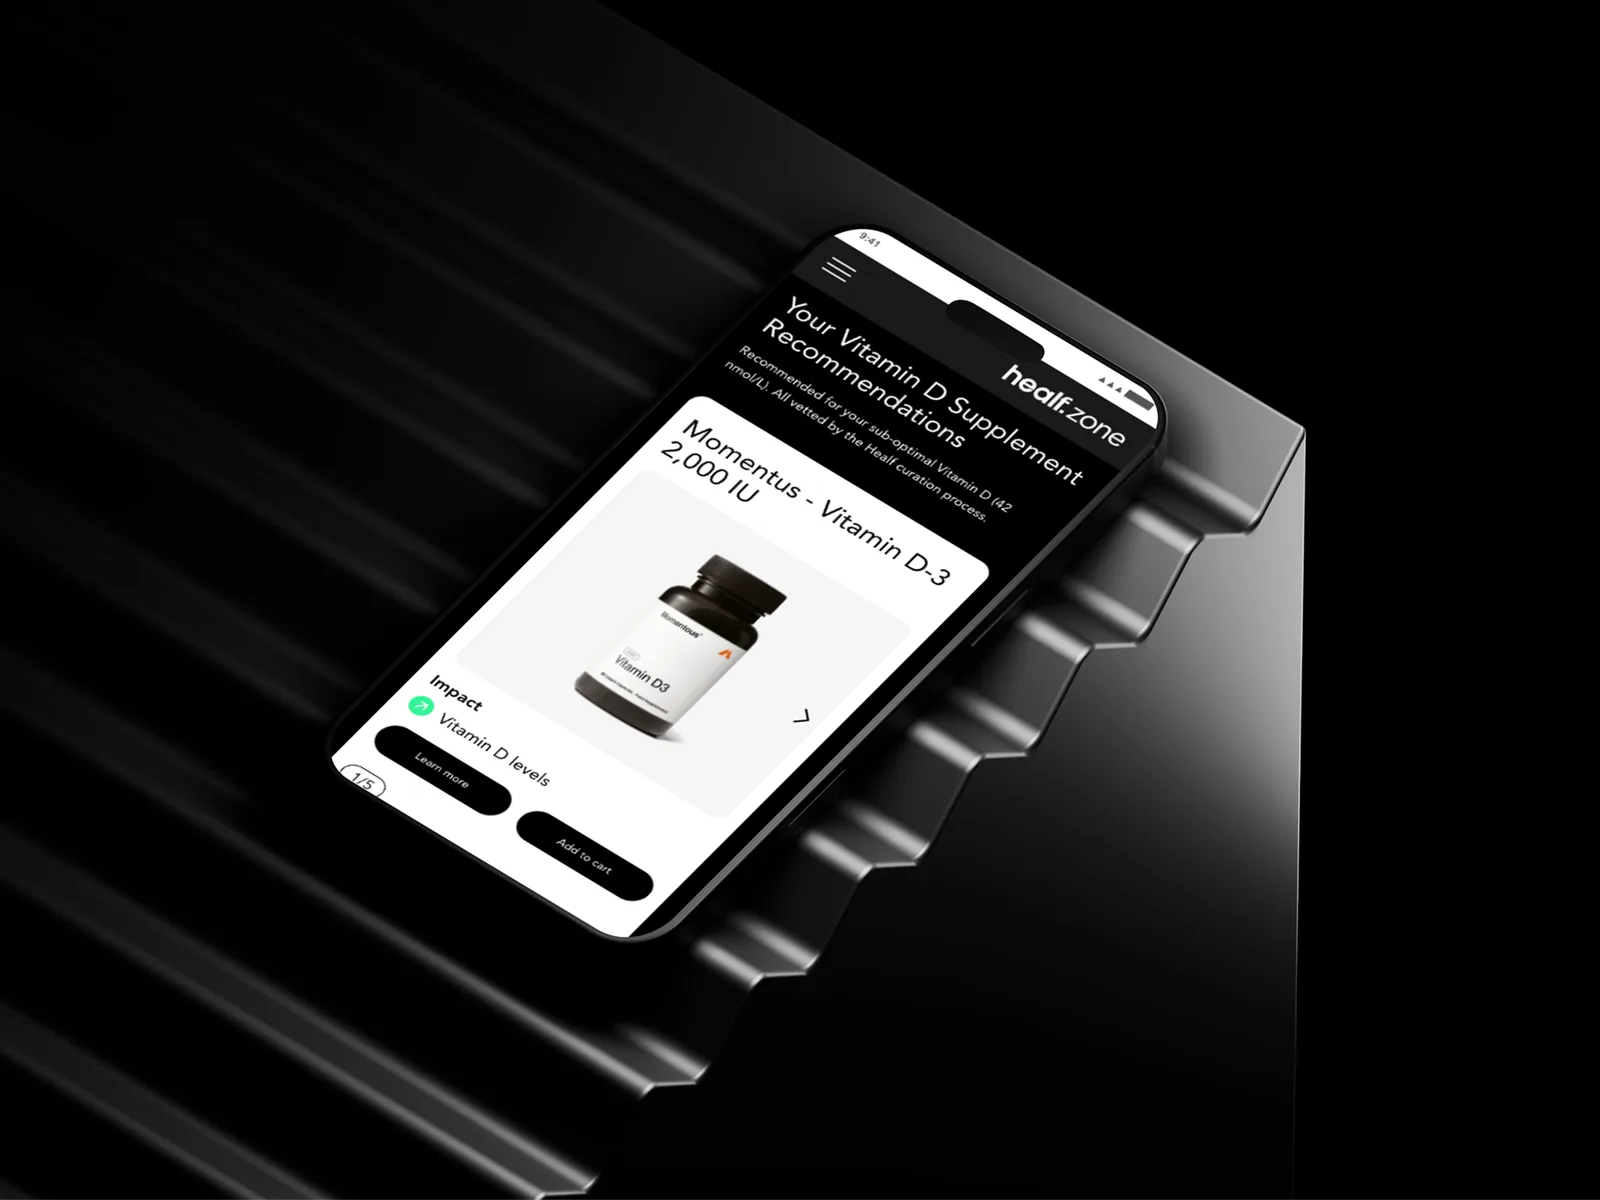 9:41
healf.zone
Your Vitamin D Supplement
Recommendations
Recommended for your sub-optimal Vitamin D (42
nmol/L). All vetted by the Healf curation process.
Momentus - Vitamin D-3
2,000 IU
Momentous
Vitamin D3
Impact
Vitamin D levels
Learn more
Add to cart
1/5